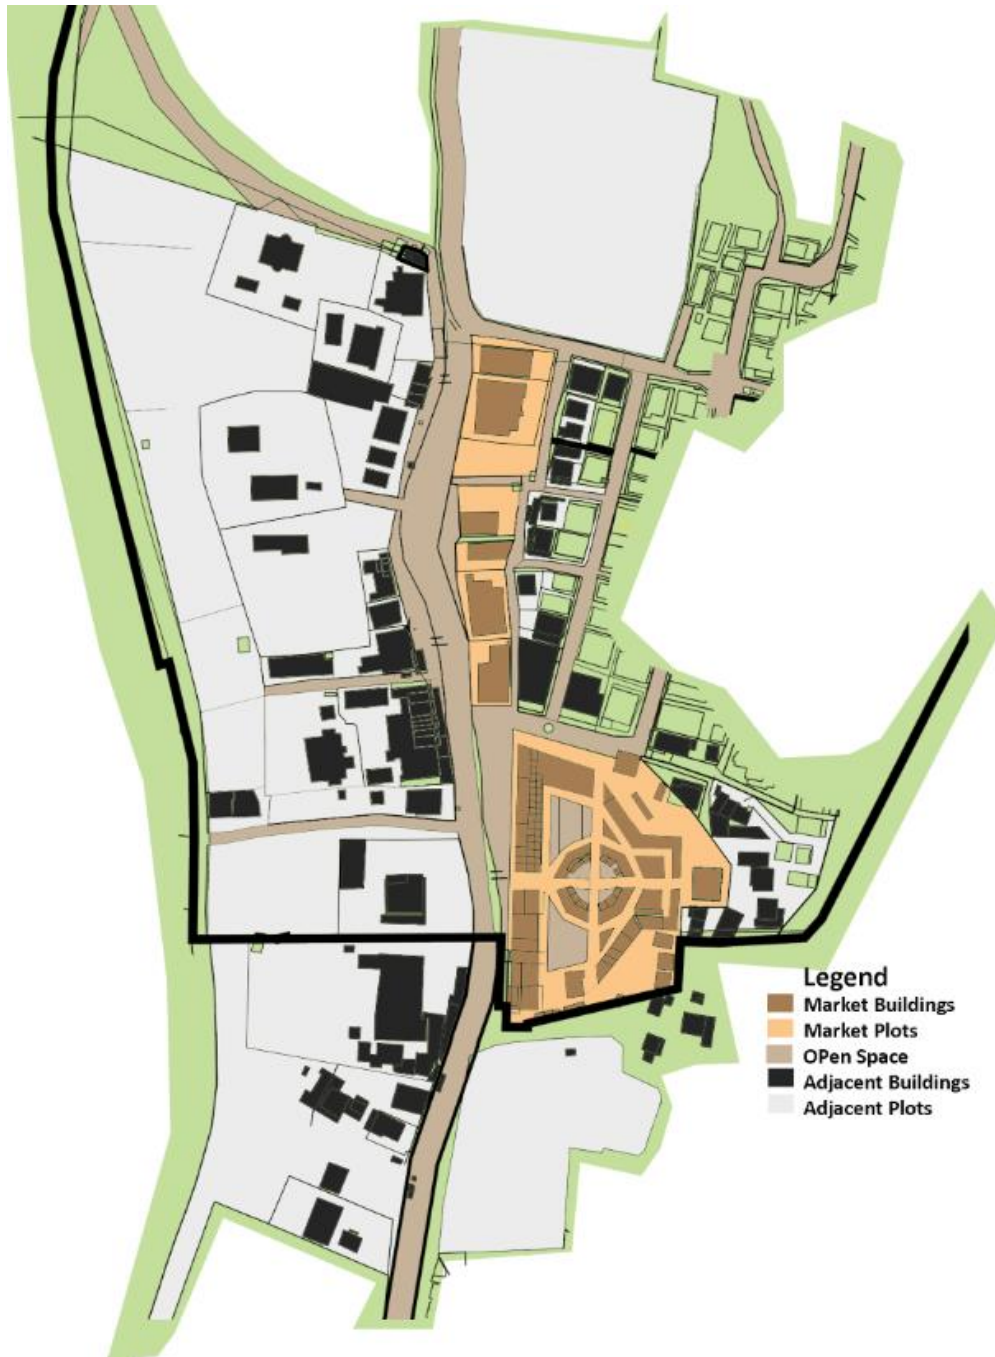 Legend
Market Buildings
Market Plots
OPen Space
Adjacent Buildings
Adjacent Plots